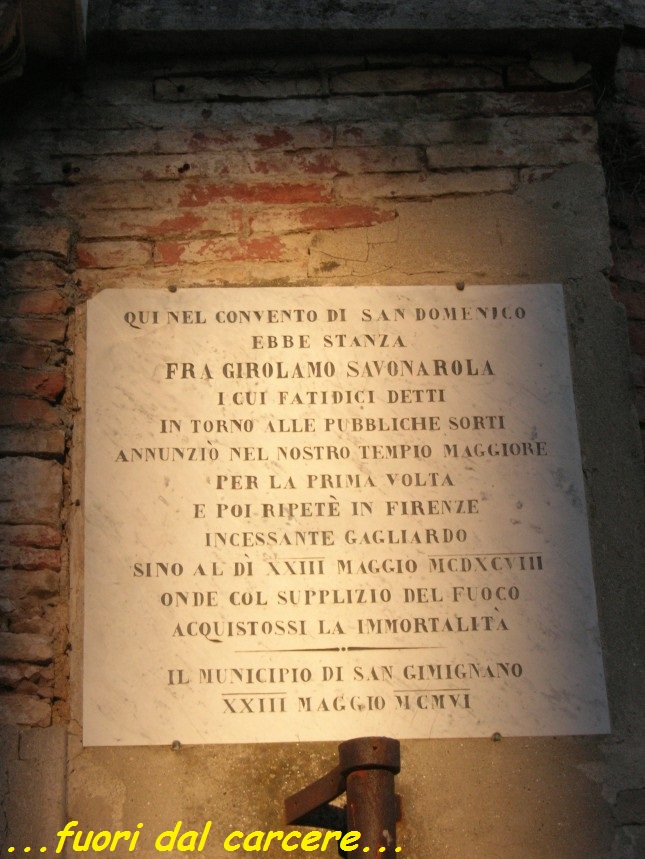 QUI NEL CONVENTO DI SAN DOMENICO
EBBE STANZA
FRA GIROLAMO SAVONAROLA
I CUI FATIDICI DETTI
IN TORNO ALLE PUBBLICHE SORTI
ANNUNZIÒ NEL NOSTRO TEMPIO MAGGIORE
PER LA PRIMA VOLTA
E POI RIPETÈ IN FIRENZE
INCESSANTE GAGLIARDO
SINO AL DÌ XXIII MAGGIO MCDXCVIII
ONDE COL SUPPLIZIO DEL FUOCO
ACQUISTOSSI LA IMMORTALITÀ
IL MUNICIPIO DI SAN GIMIGNANO
XXIII MAGGIO MCMVI
...fuori dal carcere...